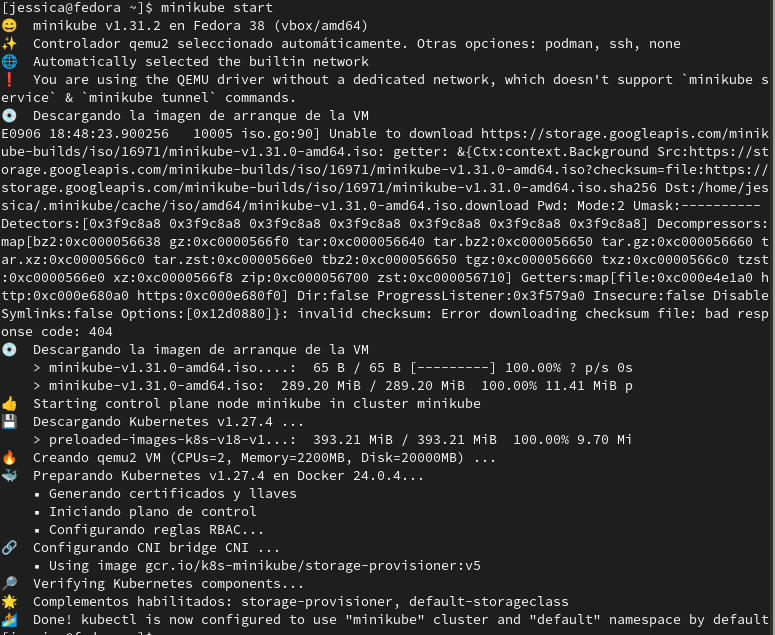 [jessica@fedora ~]$ minikube start
😄  minikube v1.31.2 en Fedora 38 (vbox/amd64)
✨  Controlador qemu2 seleccionado automáticamente. Otras opciones: podman, ssh, none
🌐  Automatically selected the builtin network
❗  You are using the QEMU driver without a dedicated network, which doesn't support `minikube s
ervice` & `minikube tunnel` commands.
💿  Descargando la imagen de arranque de la VM
E0906 18:48:23.900256   10005 iso.go:90] Unable to download https://storage.googleapis.com/minik
ube-builds/iso/16971/minikube-v1.31.0-amd64.iso: getter: &{Ctx:context.Background Src:https://st
orage.googleapis.com/minikube-builds/iso/16971/minikube-v1.31.0-amd64.iso?checksum=file:https://
storage.googleapis.com/minikube-builds/iso/16971/minikube-v1.31.0-amd64.iso.sha256 Dst:/home/jes
sica/.minikube/cache/iso/amd64/minikube-v1.31.0-amd64.iso.download Pwd: Mode:2 Umask:----------
Detectors:[0x3f9c8a8 0x3f9c8a8 0x3f9c8a8 0x3f9c8a8 0x3f9c8a8 0x3f9c8a8 0x3f9c8a8] Decompressors:
map[bz2:0xc000056638 gz:0xc0000566f0 tar:0xc000056640 tar.bz2:0xc000056650 tar.gz:0xc000056660 t
ar.xz:0xc0000566c0 tar.zst:0xc0000566e0 tbz2:0xc000056650 tgz:0xc000056660 txz:0xc0000566c0 tzst
:0xc0000566e0 xz:0xc0000566f8 zip:0xc000056700 zst:0xc000056710] Getters:map[file:0xc000e4e1a0 h
ttp:0xc000e680a0 https:0xc000e680f0] Dir:false ProgressListener:0x3f579a0 Insecure:false Disable
Symlinks:false Options:[0x12d0880]}: invalid checksum: Error downloading checksum file: bad resp
onse code: 404
💿  Descargando la imagen de arranque de la VM
    > minikube-v1.31.0-amd64.iso....:  65 B / 65 B [---------] 100.00% ? p/s 0s
    > minikube-v1.31.0-amd64.iso:  289.20 MiB / 289.20 MiB  100.00% 11.41 MiB p
👍  Starting control plane node minikube in cluster minikube
💾  Descargando Kubernetes v1.27.4 ...
    > preloaded-images-k8s-v18-v1...:  393.21 MiB / 393.21 MiB  100.00% 9.70 Mi
🔥  Creando qemu2 VM (CPUs=2, Memory=2200MB, Disk=20000MB) ...
🐳  Preparando Kubernetes v1.27.4 en Docker 24.0.4...
    ▪ Generando certificados y llaves
    ▪ Iniciando plano de control
    ▪ Configurando reglas RBAC...
🔗  Configurando CNI bridge CNI ...
    ▪ Using image gcr.io/k8s-minikube/storage-provisioner:v5
🔎  Verifying Kubernetes components...
🌟  Complementos habilitados: storage-provisioner, default-storageclass
🏄  Done! kubectl is now configured to use "minikube" cluster and "default" namespace by default